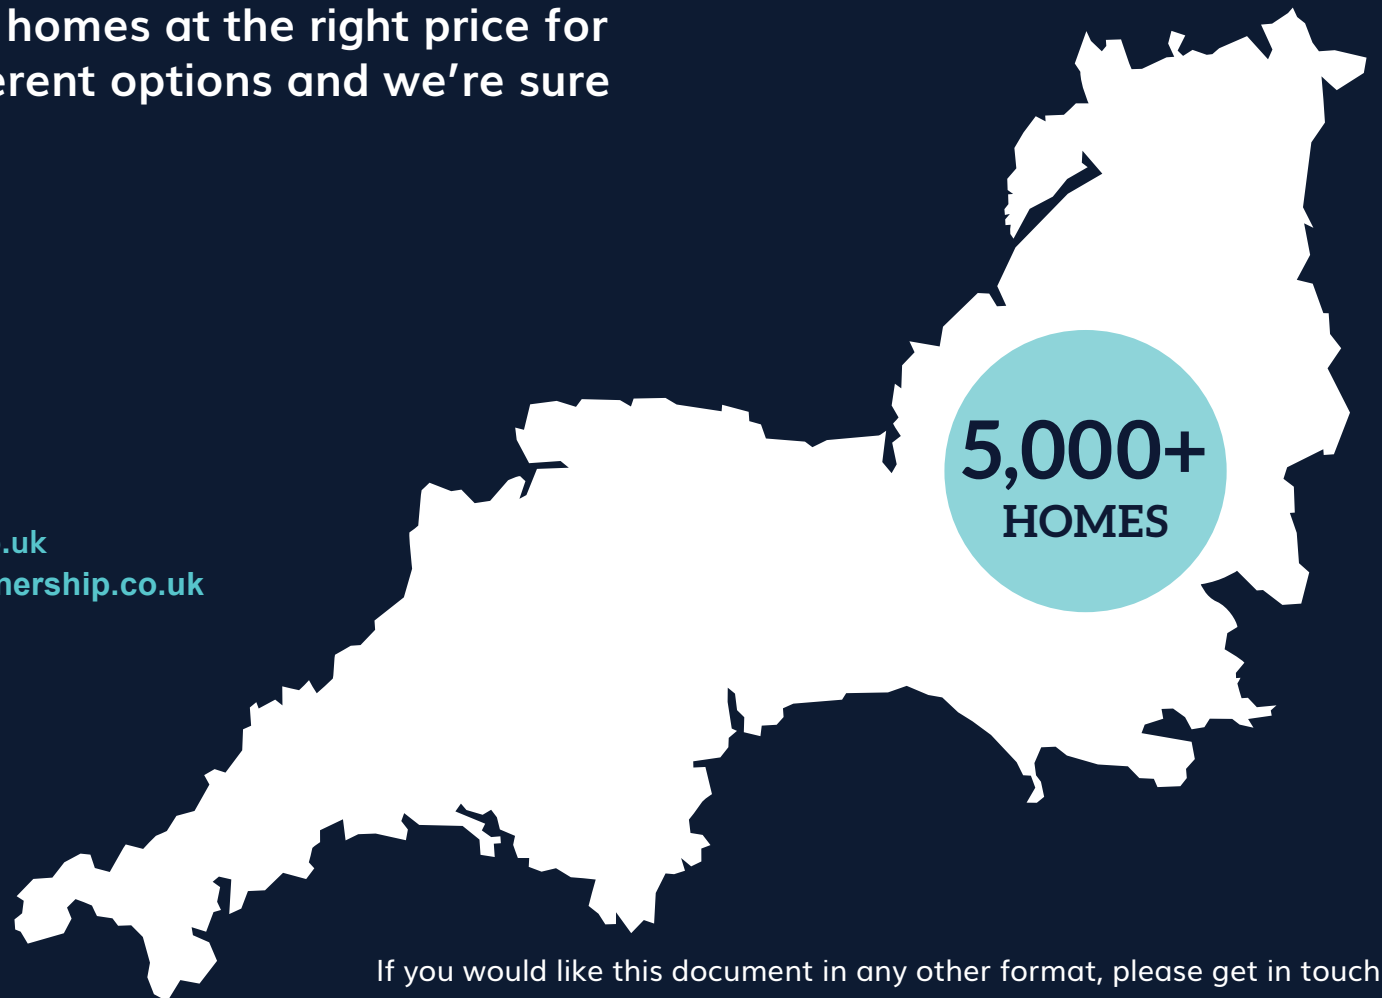 homes at the right price for
erent options and we're sure
5,000+
HOMES
.uk
nership.co.uk
If you would like this document in any other format, please get in touch